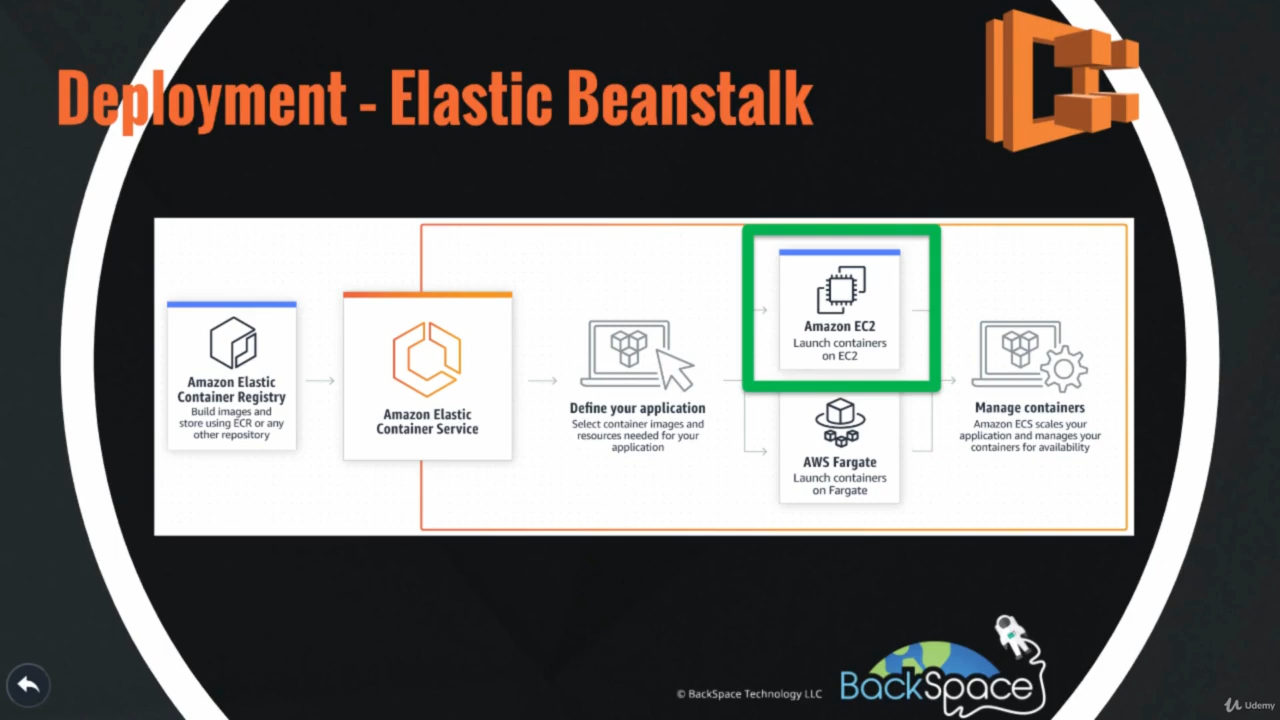 Deployment - Elastic Beanstalk
Amazon Elastic
Container Registry
Build images and
store using ECR or any
other repository
Amazon Elastic
Container Service
Define your application
Select container images and
resources needed for your
application
Amazon EC2
Launch containers
on EC2
AWS Fargate
Launch containers
on Fargate
Manage containers
Amazon ECS scales your
application and manages your
containers for availability
© BackSpace Technology LLC
BackSpace
Udemy